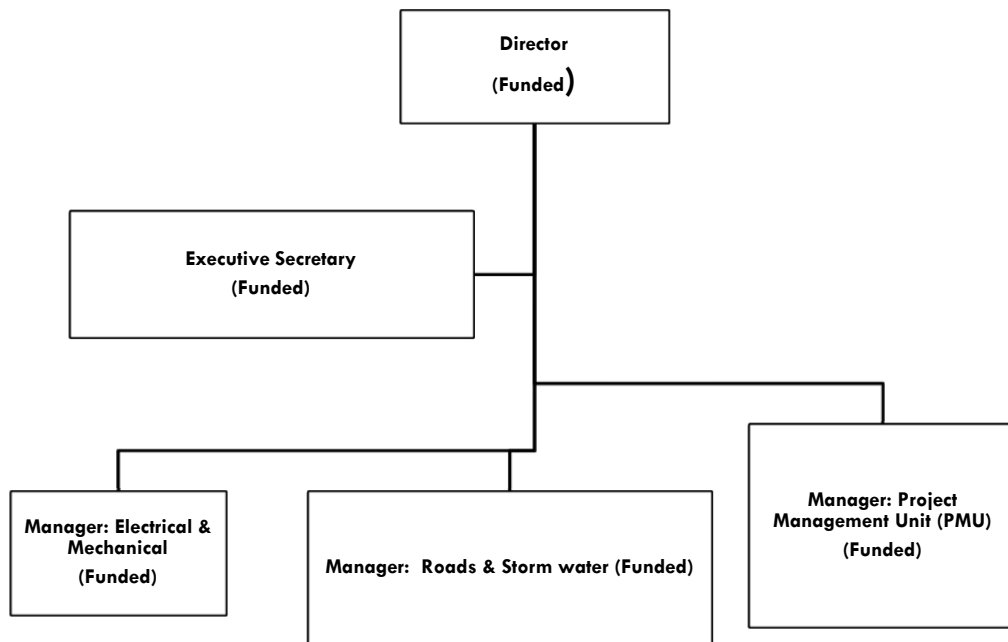 Director
(Funded)
Executive Secretary
(Funded)
Manager: Electrical &
Mechanical
(Funded)
Manager:  Roads & Storm water (Funded)
Manager: Project
Management Unit (PMU)
(Funded)